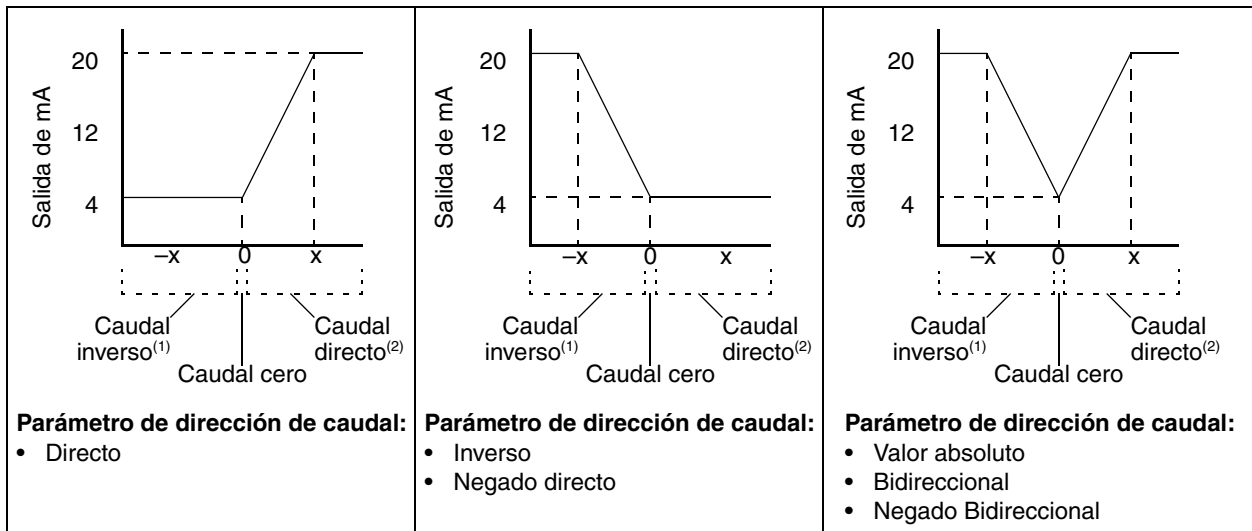 Salida de mA
20
12
4
–x 0 x
Caudal inverso(1)
Caudal directo(2)
Caudal cero
Parámetro de dirección de caudal:
• Directo
Salida de mA
20
12
4
–x 0 x
Caudal inverso(1)
Caudal directo(2)
Caudal cero
Parámetro de dirección de caudal:
• Inverso
• Negado directo
Salida de mA
20
12
4
–x 0 x
Caudal inverso(1)
Caudal directo(2)
Caudal cero
Parámetro de dirección de caudal:
• Valor absoluto
• Bidireccional
• Negado Bidireccional